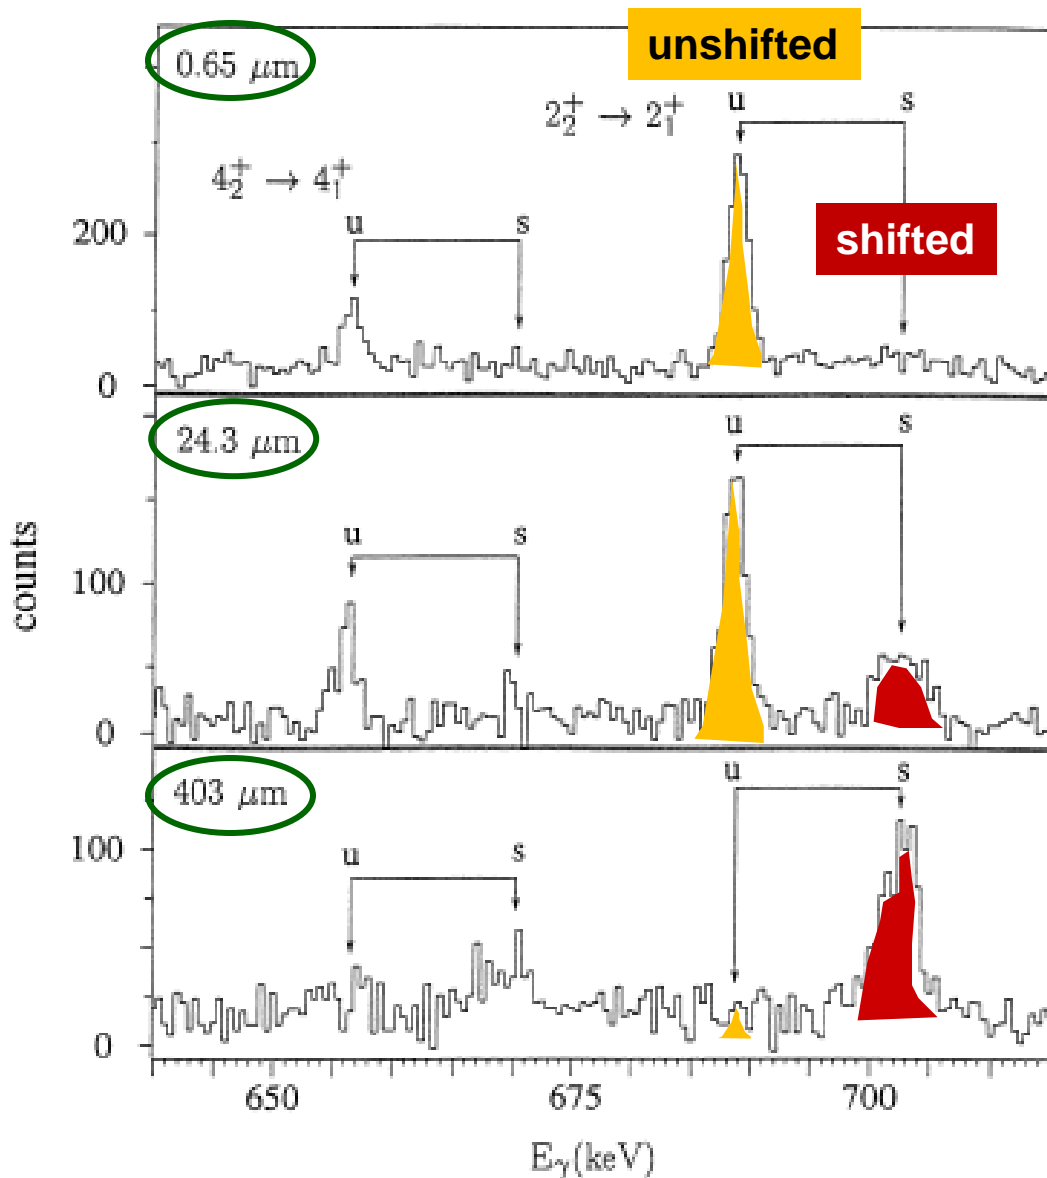 unshifted
0.65 μm
2₂⁺ → 2₁⁺
u s
4₂⁺ → 4₁⁺
u s
200
shifted
0
24.3 μm
u s
u s
100
0
counts
403 μm
u s
u s
100
0
650 675 700
Eγ(keV)